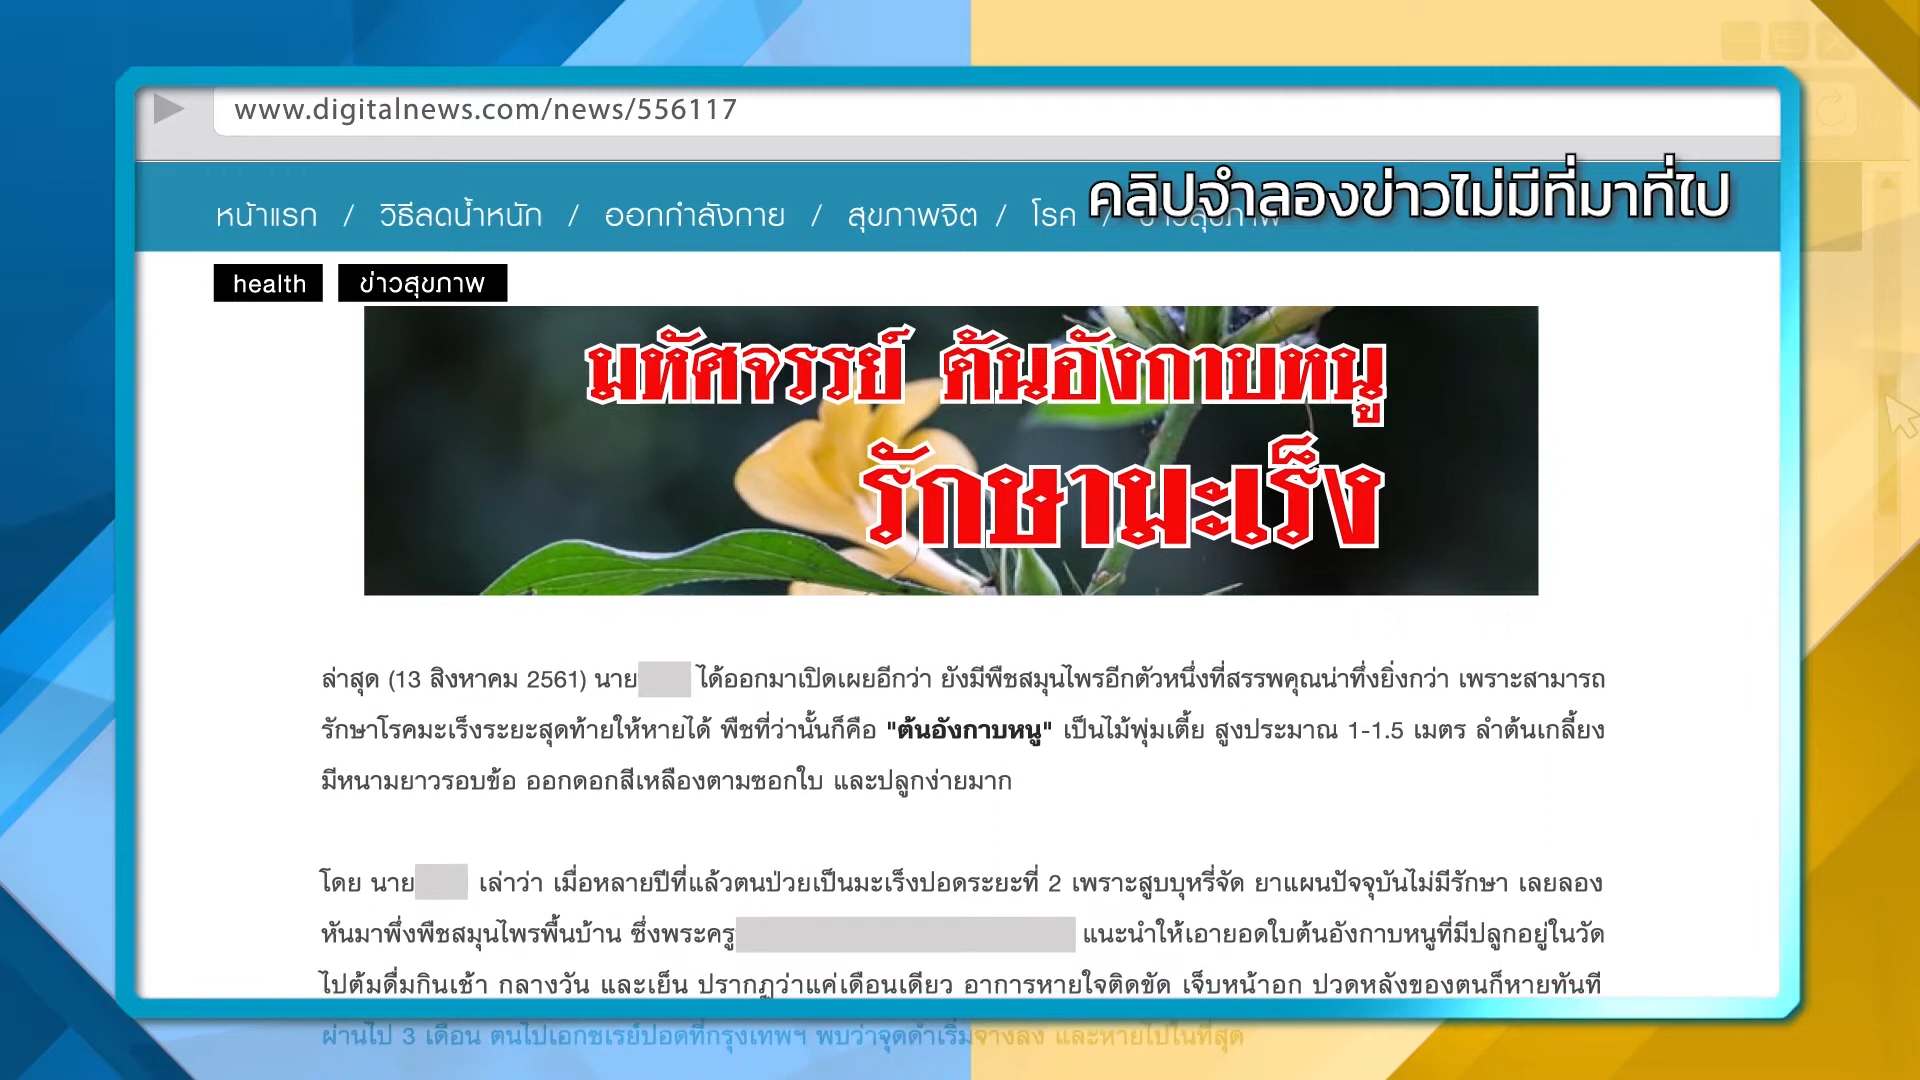 www.digitalnews.com/news/556117
คลิปจำลองข่าวไม่มีที่มาที่ไป
หน้าแรก / วิธีลดน้ำหนัก / ออกกำลังกาย / สุขภาพจิต / โรค / ข่าวสุขภาพ
health ข่าวสุขภาพ
มหัศจรรย์ ต้นอังกาบหนู
รักษามะเร็ง
ล่าสุด (13 สิงหาคม 2561) นาย ได้ออกมาเปิดเผยอีกว่า ยังมีพืชสมุนไพรอีกตัวหนึ่งที่สรรพคุณน่าทึ่งยิ่งกว่า เพราะสามารถ
รักษาโรคมะเร็งระยะสุดท้ายให้หายได้ พืชที่ว่านั้นก็คือ "ต้นอังกาบหนู" เป็นไม้พุ่มเตี้ย สูงประมาณ 1-1.5 เมตร ลำต้นเกลี้ยง
มีหนามยาวรอบข้อ ออกดอกสีเหลืองตามซอกใบ และปลูกง่ายมาก
โดย นาย เล่าว่า เมื่อหลายปีที่แล้วตนป่วยเป็นมะเร็งปอดระยะที่ 2 เพราะสูบบุหรี่จัด ยาแผนปัจจุบันไม่มีรักษา เลยลอง
หันมาพึ่งพืชสมุนไพรพื้นบ้าน ซึ่งพระครู แนะนำให้เอายอดใบต้นอังกาบหนูที่มีปลูกอยู่ในวัด
ไปต้มดื่มกินเช้า กลางวัน และเย็น ปรากฏว่าแค่เดือนเดียว อาการหายใจติดขัด เจ็บหน้าอก ปวดหลังของตนก็หายทันที
ผ่านไป 3 เดือน ตนไปเอกซเรย์ปอดที่กรุงเทพฯ พบว่าจุดดำเริ่มจางลง และหายไปในที่สุด